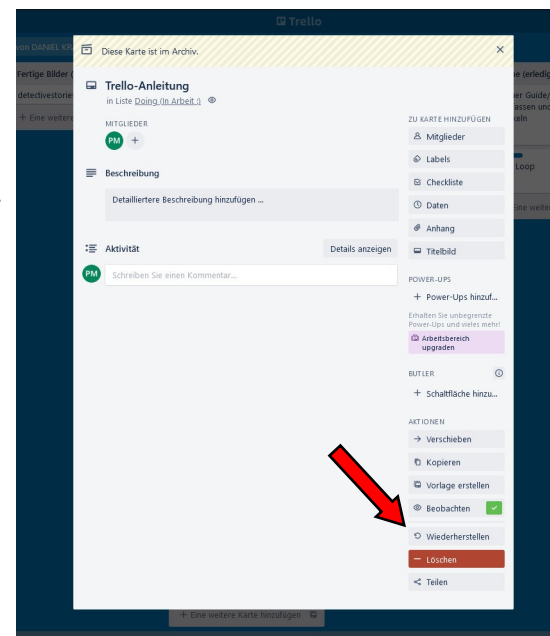 Trello
von DANIEL KR
Diese Karte ist im Archiv.
Fertige Bilder (
detectivestorie
+ Eine weitere
Trello-Anleitung
in Liste Doing (In Arbeit :)
MITGLIEDER
PM +
Beschreibung
Detailliertere Beschreibung hinzufügen ...
Aktivität
Details anzeigen
PM
Schreiben Sie einen Kommentar...
ZU KARTE HINZUFÜGEN
Mitglieder
Labels
Checkliste
Daten
Anhang
Titelbild
POWER-UPS
+ Power-Ups hinzuf...
Erhalten Sie unbegrenzte
Power-Ups und vieles mehr!
Arbeitsbereich
upgraden
BUTLER
+ Schaltfläche hinzu...
AKTIONEN
Verschieben
Kopieren
Vorlage erstellen
Beobachten
Wiederherstellen
Löschen
Teilen
ne (erledig
er Guide/
assen und
keln
Loop
Eine weite
+ Eine weitere Karte hinzufügen